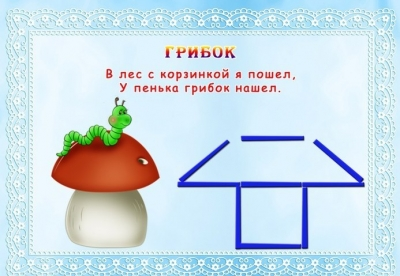 ГРИБОК
В лес с корзинкой я пошел,
У пенька грибок нашел.